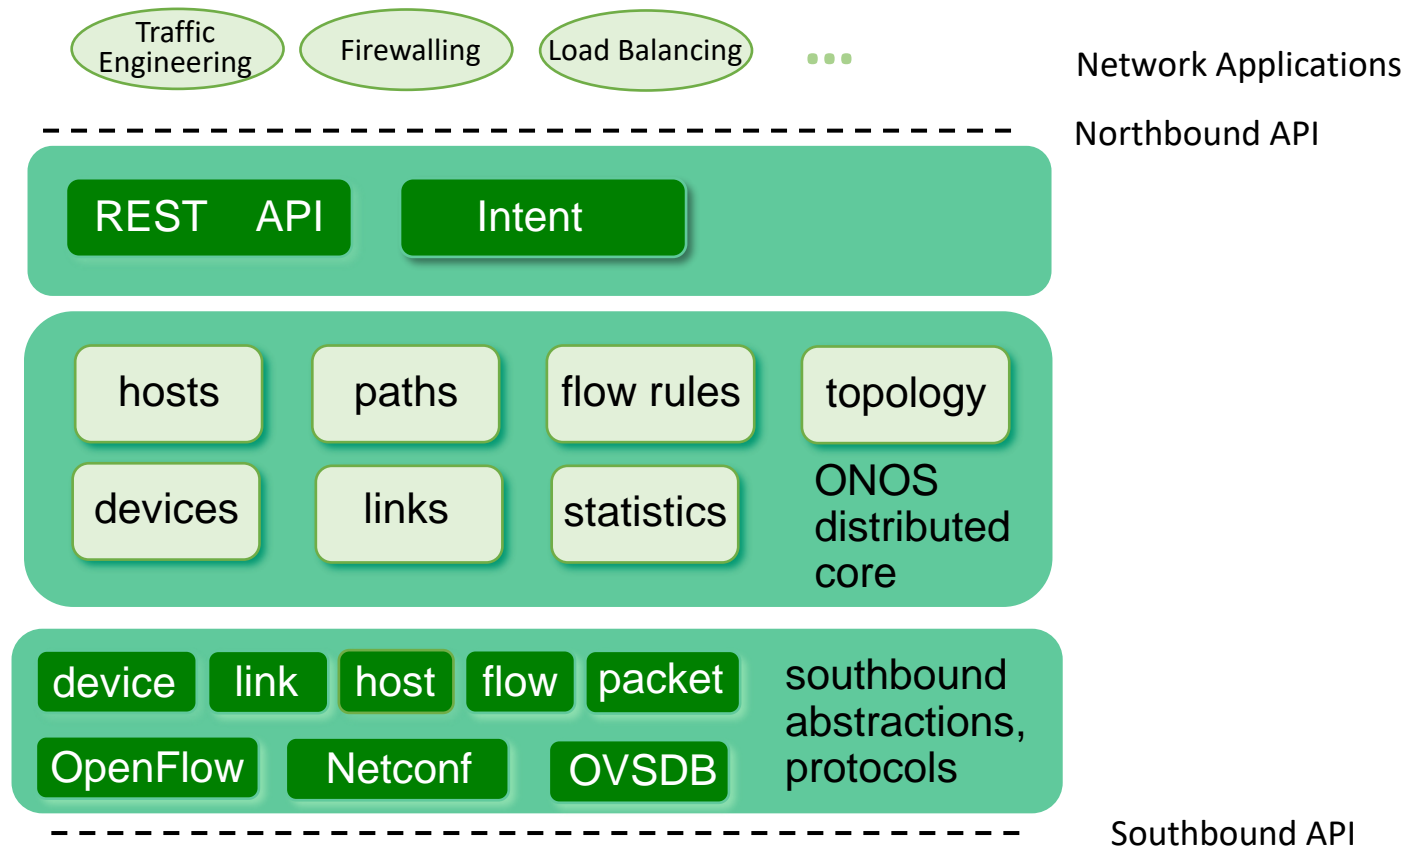 Traffic
Engineering
Firewalling
Load Balancing
...
Network Applications
Northbound API
REST API
Intent
hosts
paths
flow rules
topology
devices
links
statistics
ONOS
distributed
core
device
link
host
flow
packet
southbound
abstractions,
protocols
OpenFlow
Netconf
OVSDB
Southbound API